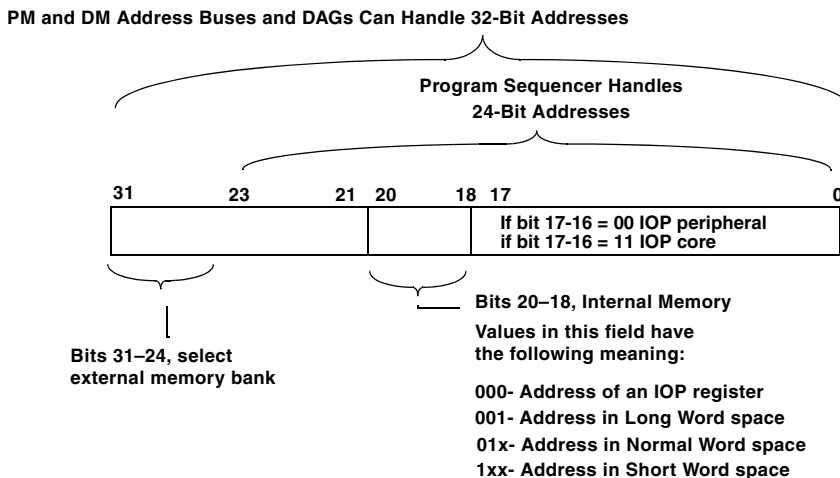 PM and DM Address Buses and DAGs Can Handle 32-Bit Addresses
Program Sequencer Handles
24-Bit Addresses
31 23 21 20 18 17 0
If bit 17-16 = 00 IOP peripheral
if bit 17-16 = 11 IOP core
Bits 31–24, select
external memory bank
Bits 20–18, Internal Memory
Values in this field have
the following meaning:
000- Address of an IOP register
001- Address in Long Word space
01x- Address in Normal Word space
1xx- Address in Short Word space